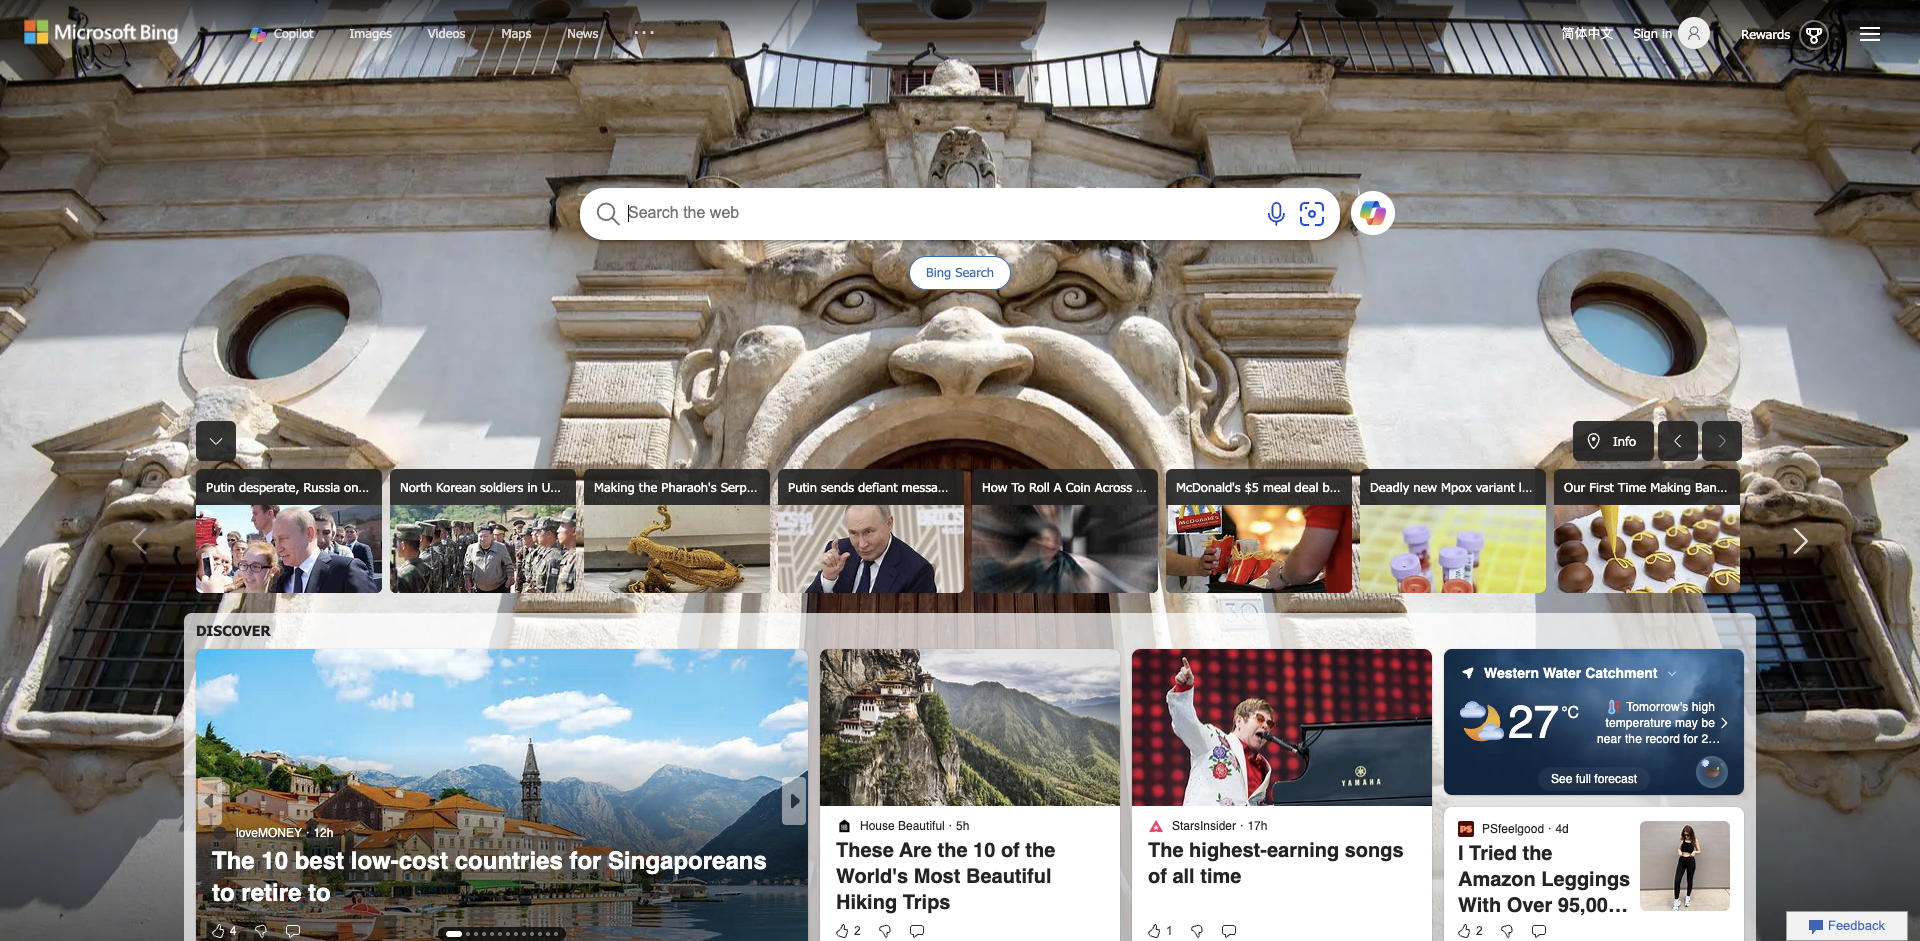 Microsoft Bing
Copilot
Images
Videos
Maps
News
简体中文
Sign in
Rewards
Search the web
Bing Search
Info
Putin desperate, Russia on...
North Korean soldiers in U...
Making the Pharaoh's Serp...
Putin sends defiant messa...
How To Roll A Coin Across ...
McDonald's $5 meal deal b...
Deadly new Mpox variant l...
Our First Time Making Ban...
McDonald's
DISCOVER
loveMONEY · 12h
The 10 best low-cost countries for Singaporeans
to retire to
4
House Beautiful · 5h
These Are the 10 of the
World's Most Beautiful
Hiking Trips
2
YAMAHA
StarsInsider · 17h
The highest-earning songs
of all time
1
Western Water Catchment
27 °C
Tomorrow's high
temperature may be
near the record for 2...
See full forecast
PS
PSfeelgood · 4d
I Tried the
Amazon Leggings
With Over 95,00...
2
Feedback